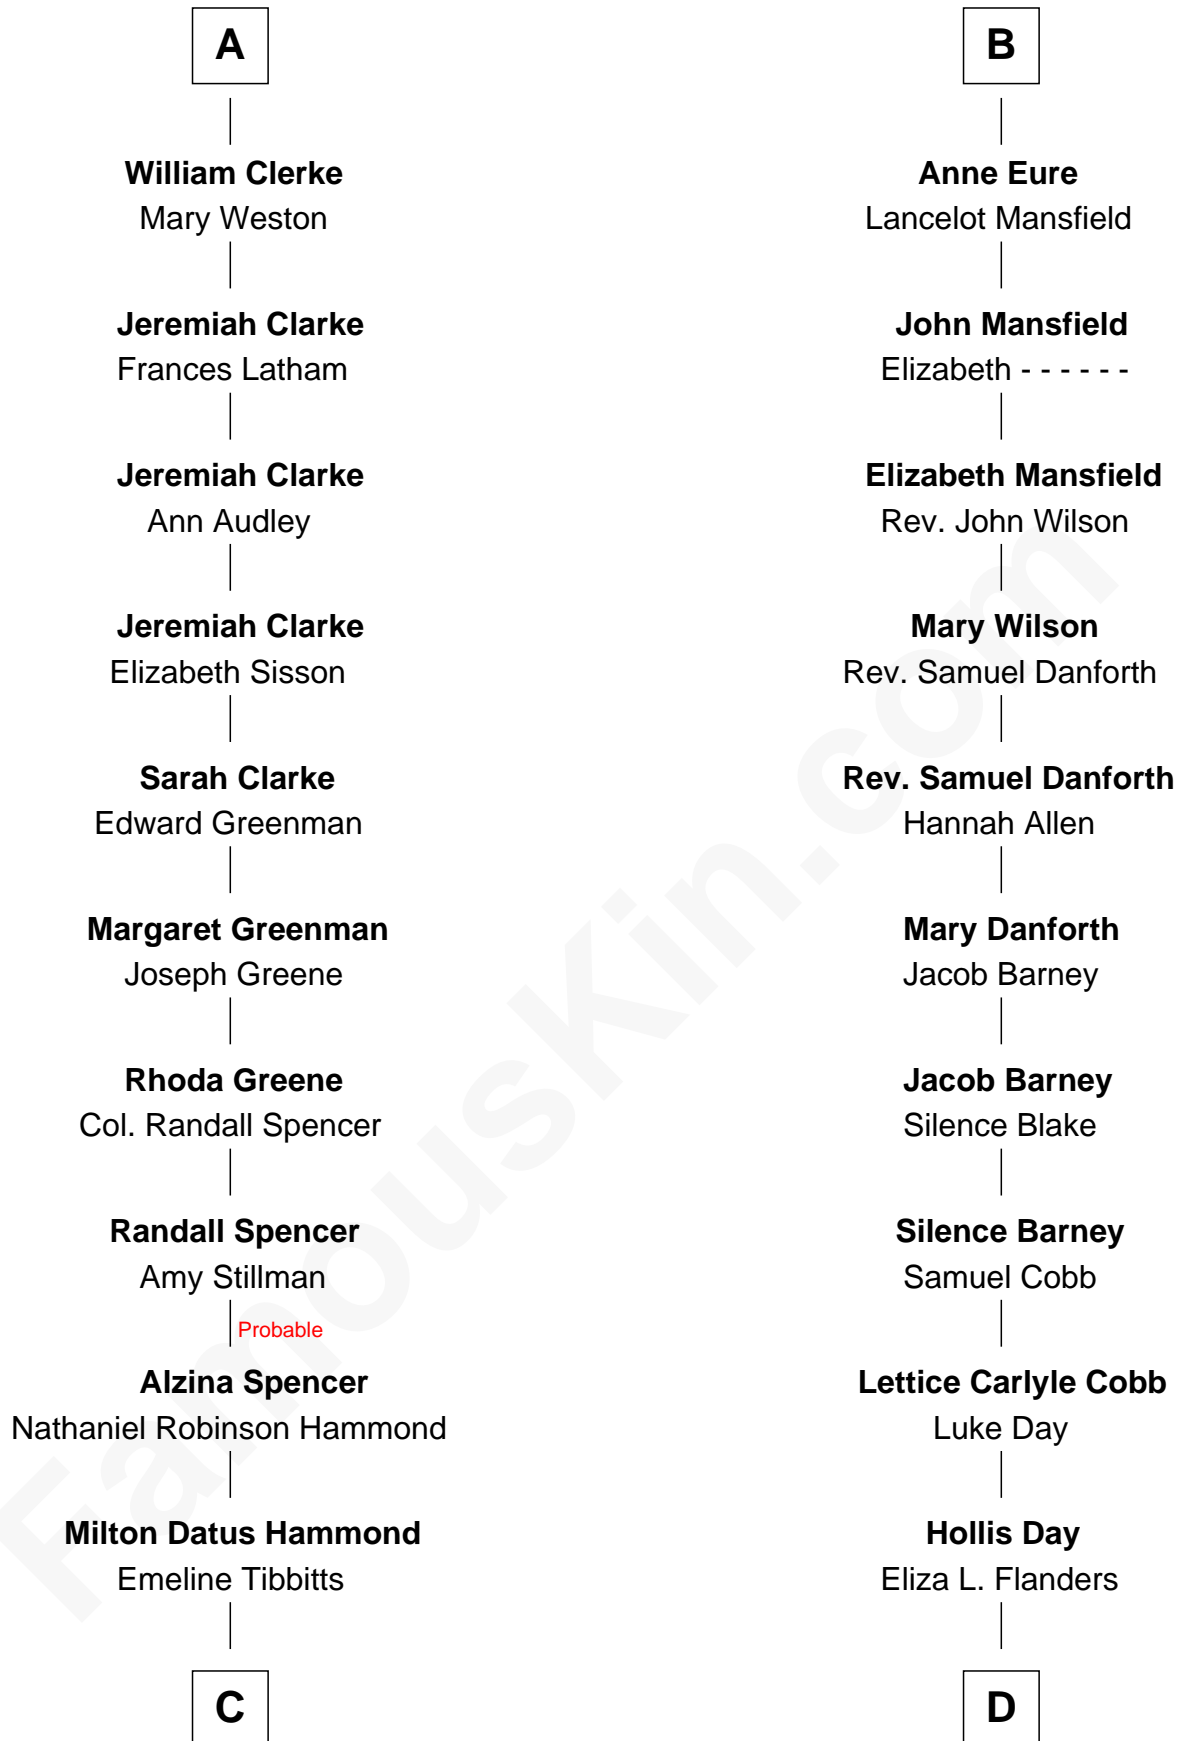 A
William Clerke
Mary Weston
Jeremiah Clarke
Frances Latham
Jeremiah Clarke
Ann Audley
Jeremiah Clarke
Elizabeth Sisson
Sarah Clarke
Edward Greenman
Margaret Greenman
Joseph Greene
Rhoda Greene
Col. Randall Spencer
Randall Spencer
Amy Stillman
Probable
Alzina Spencer
Nathaniel Robinson Hammond
Milton Datus Hammond
Emeline Tibbitts
C
B
Anne Eure
Lancelot Mansfield
John Mansfield
Elizabeth - - - - - -
Elizabeth Mansfield
Rev. John Wilson
Mary Wilson
Rev. Samuel Danforth
Rev. Samuel Danforth
Hannah Allen
Mary Danforth
Jacob Barney
Jacob Barney
Silence Blake
Silence Barney
Samuel Cobb
Lettice Carlyle Cobb
Luke Day
Hollis Day
Eliza L. Flanders
D
FamousKin.com